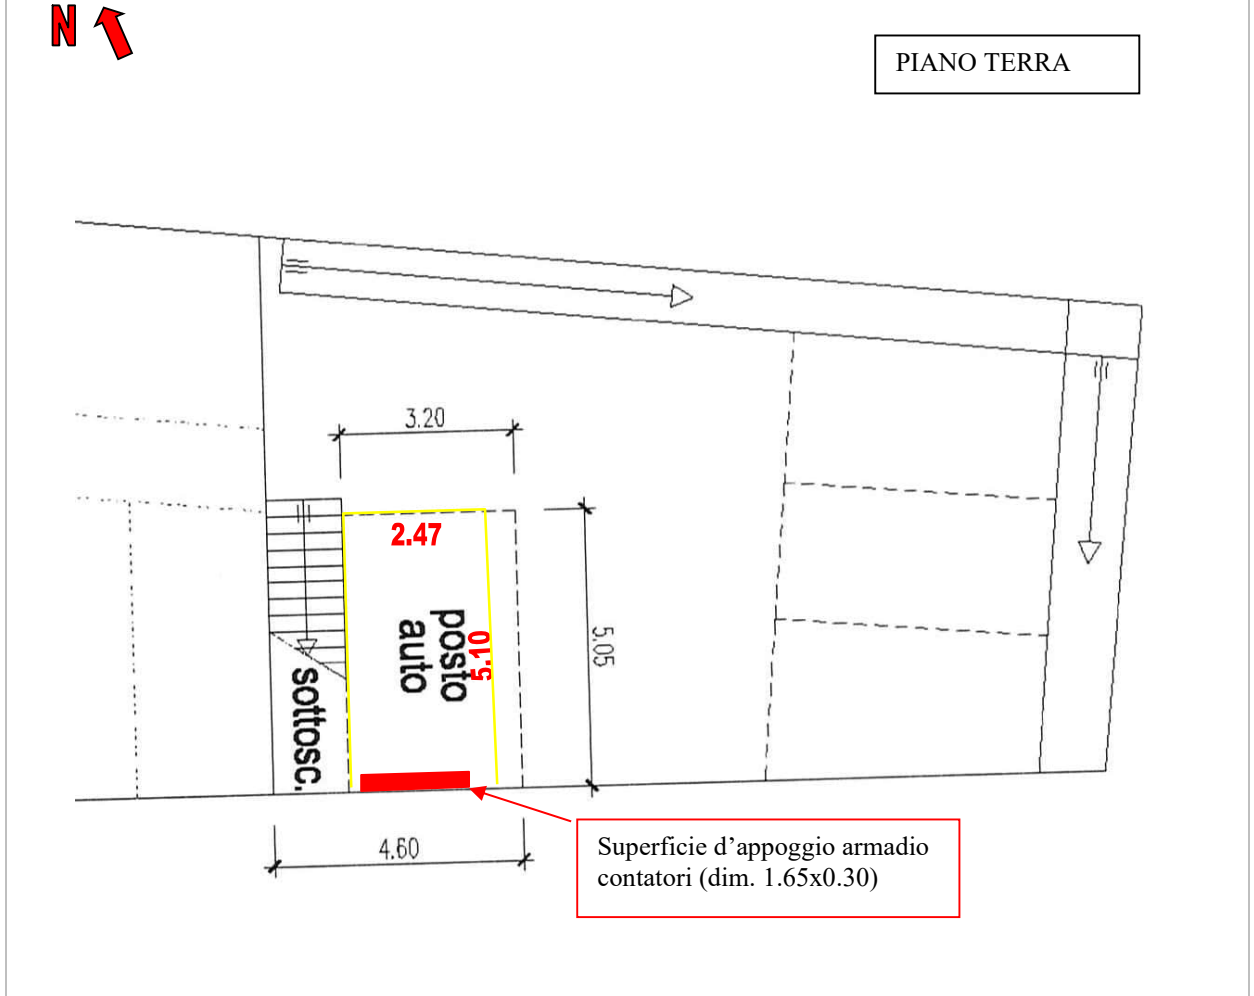 N
PIANO TERRA
3.20
2.47
posto
auto
5.10
5.05
sottosc.
4.60
Superficie d’appoggio armadio
contatori (dim. 1.65x0.30)